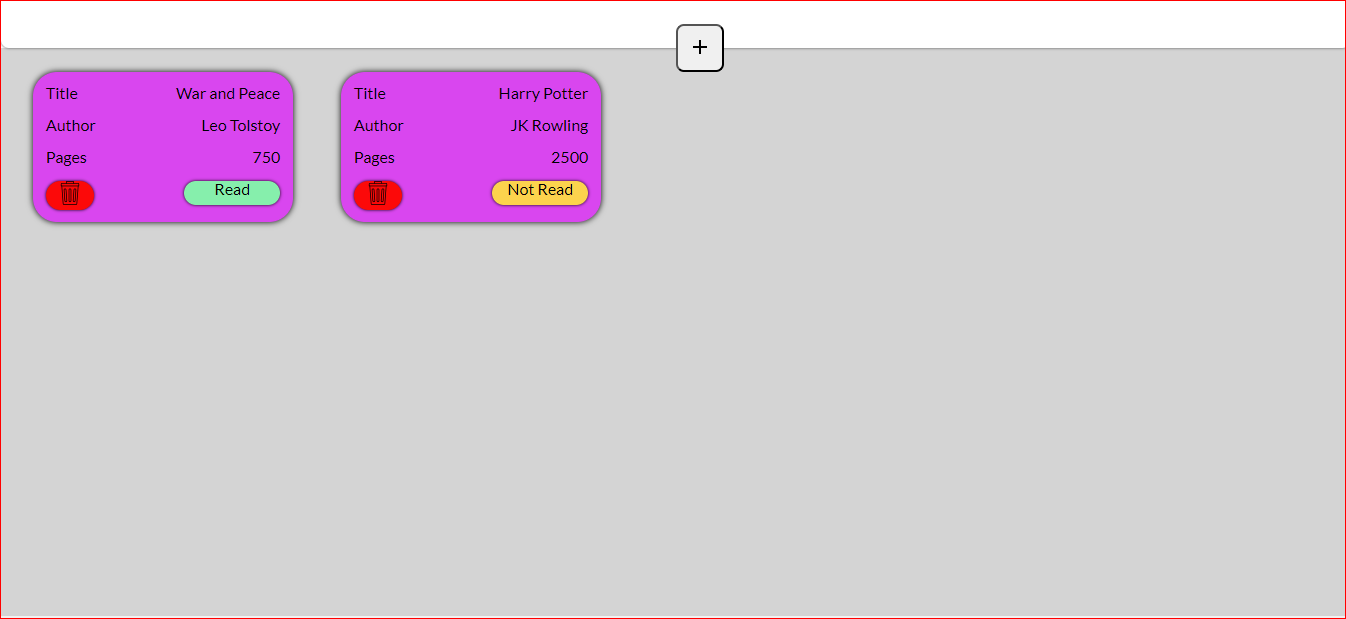 +
Title War and Peace
Author Leo Tolstoy
Pages 750
Read
Title Harry Potter
Author JK Rowling
Pages 2500
Not Read